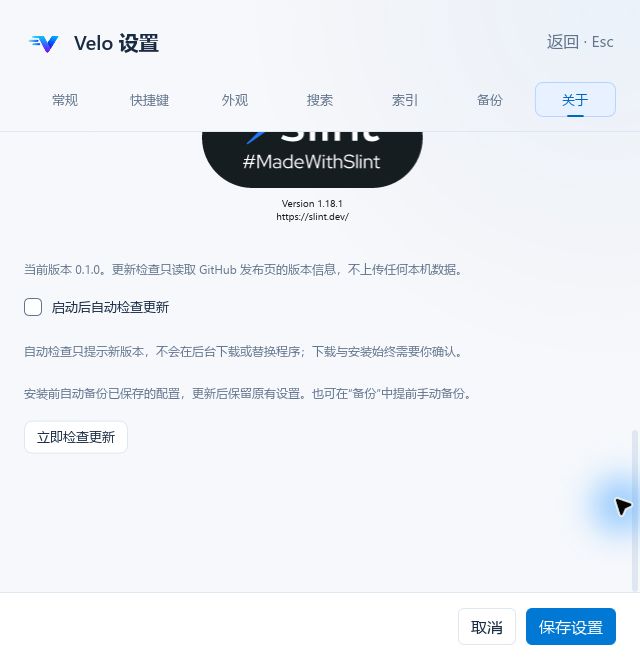 Velo 设置
返回 · Esc
常规
快捷键
外观
搜索
索引
备份
关于
Slint
#MadeWithSlint
Version 1.18.1
https://slint.dev/
当前版本 0.1.0。更新检查只读取 GitHub 发布页的版本信息，不上传任何本机数据。
启动后自动检查更新
自动检查只提示新版本，不会在后台下载或替换程序；下载与安装始终需要你确认。
安装前自动备份已保存的配置，更新后保留原有设置。也可在“备份”中提前手动备份。
立即检查更新
取消
保存设置